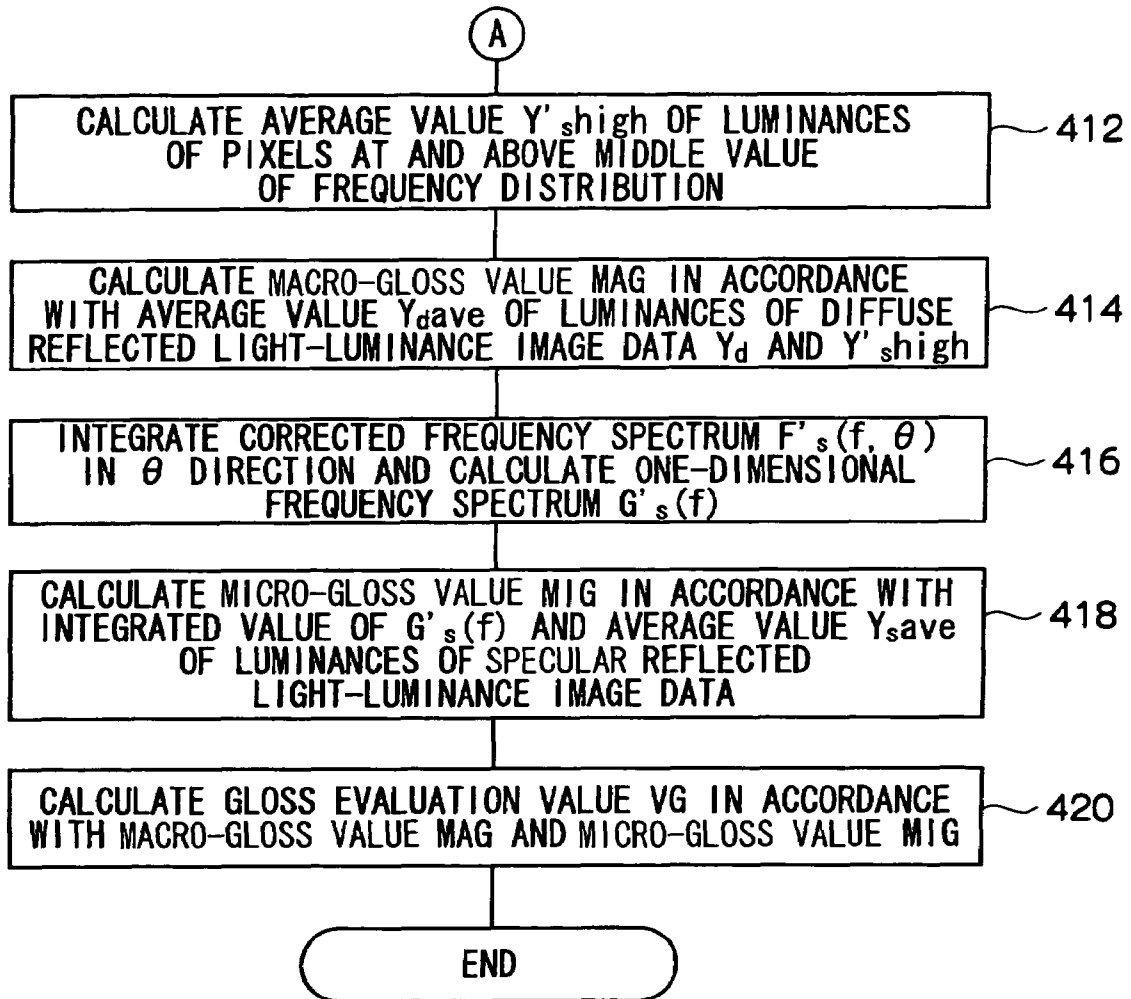 A
CALCULATE AVERAGE VALUE Y'shigh OF LUMINANCES
OF PIXELS AT AND ABOVE MIDDLE VALUE
OF FREQUENCY DISTRIBUTION
412
CALCULATE MACRO-GLOSS VALUE MAG IN ACCORDANCE
WITH AVERAGE VALUE Ydave OF LUMINANCES OF DIFFUSE
REFLECTED LIGHT-LUMINANCE IMAGE DATA Yd AND Y'shigh
414
INTEGRATE CORRECTED FREQUENCY SPECTRUM F's(f, θ)
IN θ DIRECTION AND CALCULATE ONE-DIMENSIONAL
FREQUENCY SPECTRUM G's(f)
416
CALCULATE MICRO-GLOSS VALUE MIG IN ACCORDANCE WITH
INTEGRATED VALUE OF G's(f) AND AVERAGE VALUE Ysave
OF LUMINANCES OF SPECULAR REFLECTED
LIGHT-LUMINANCE IMAGE DATA
418
CALCULATE GLOSS EVALUATION VALUE VG IN ACCORDANCE
WITH MACRO-GLOSS VALUE MAG AND MICRO-GLOSS VALUE MIG
420
END